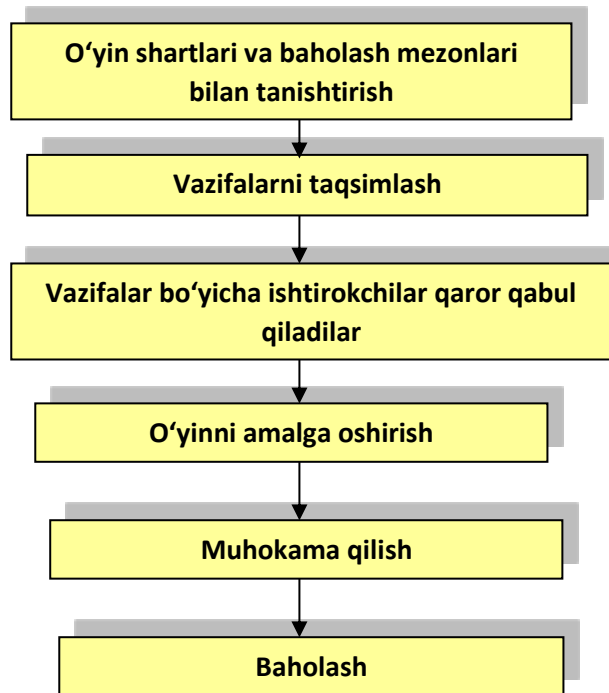 O‘yin shartlari va baholash mezonlari
bilan tanishtirish
Vazifalarni taqsimlash
Vazifalar bo‘yicha ishtirokchilar qaror qabul
qiladilar
O‘yinni amalga oshirish
Muhokama qilish
Baholash